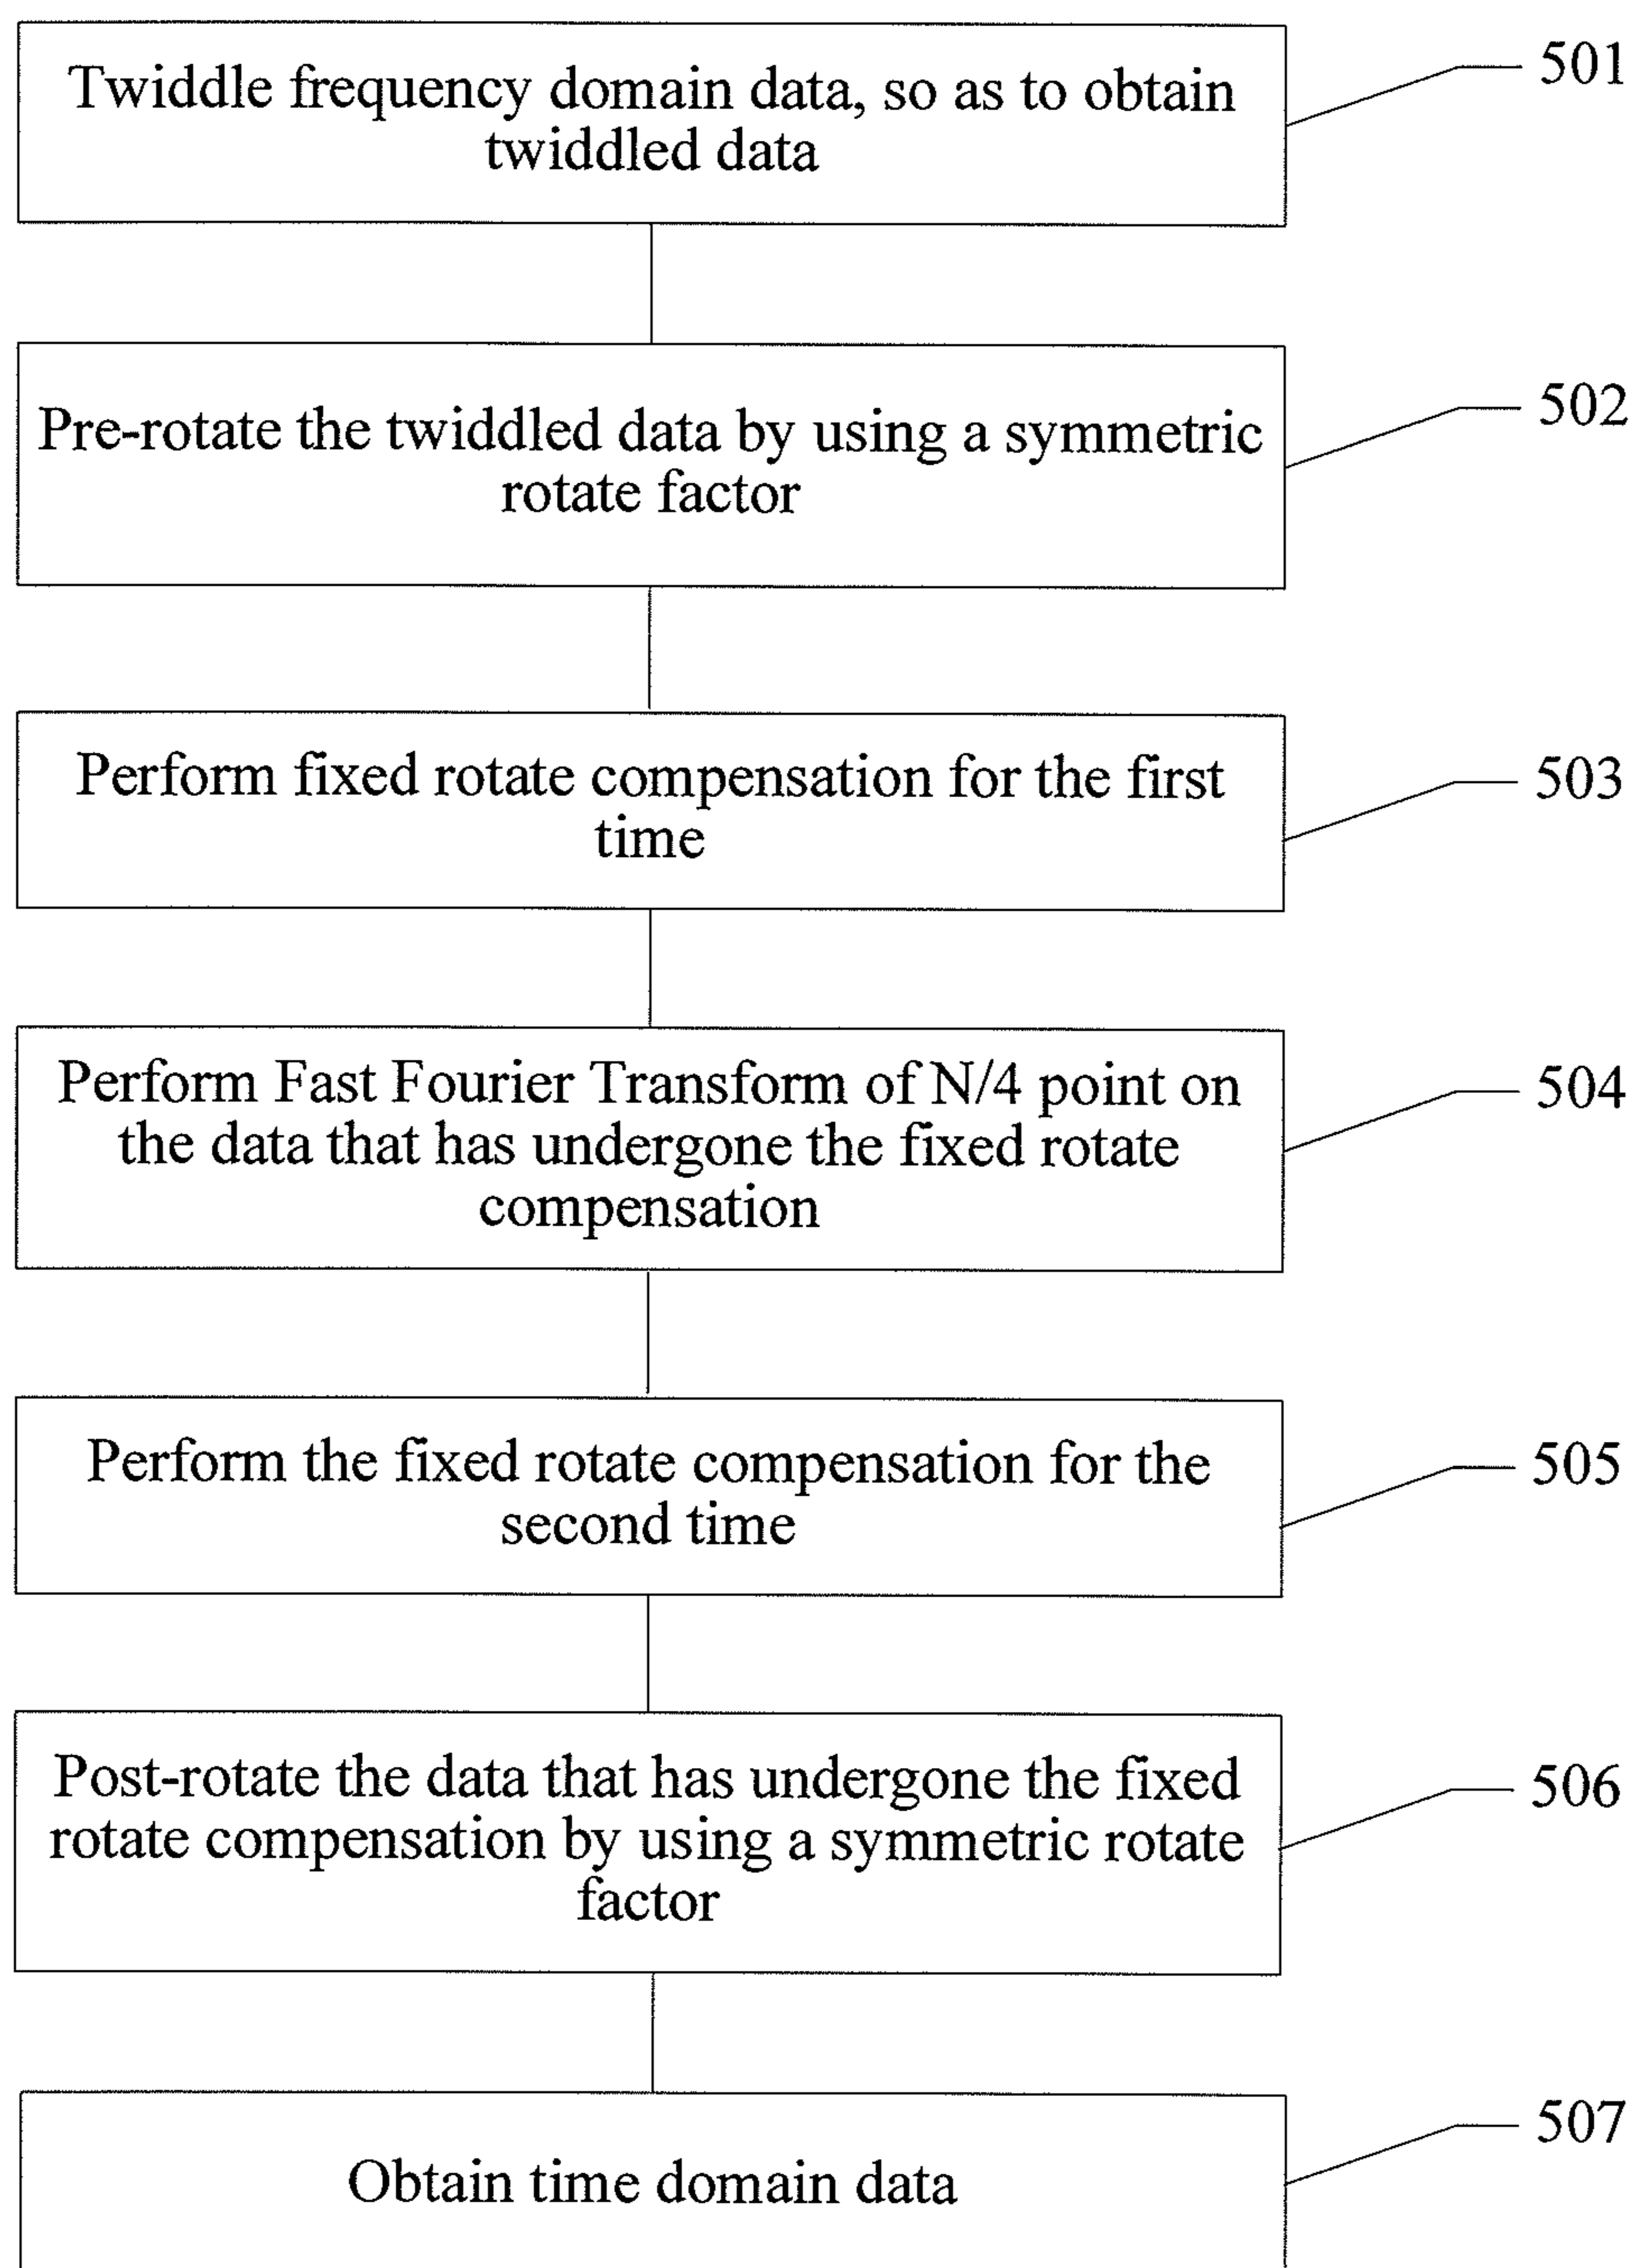 Twiddle frequency domain data, so as to obtain
twiddled data
501
Pre-rotate the twiddled data by using a symmetric
rotate factor
502
Perform fixed rotate compensation for the first
time
503
Perform Fast Fourier Transform of N/4 point on
the data that has undergone the fixed rotate
compensation
504
Perform the fixed rotate compensation for the
second time
505
Post-rotate the data that has undergone the fixed
rotate compensation by using a symmetric rotate
factor
506
Obtain time domain data
507